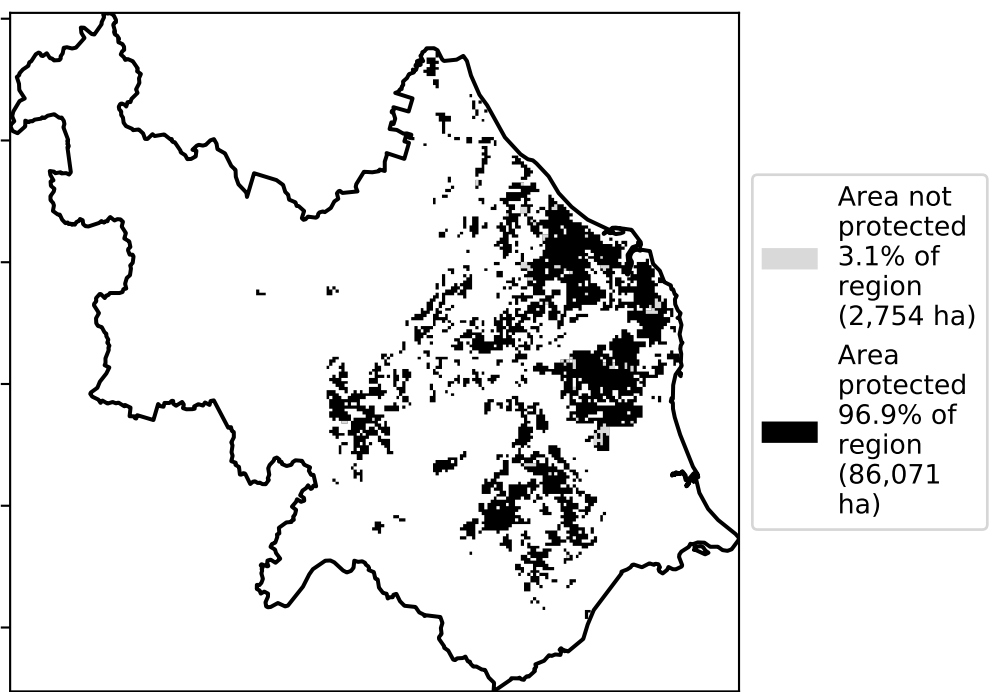 Area not
protected
3.1% of
region
(2,754 ha)
Area
protected
96.9% of
region
(86,071
ha)